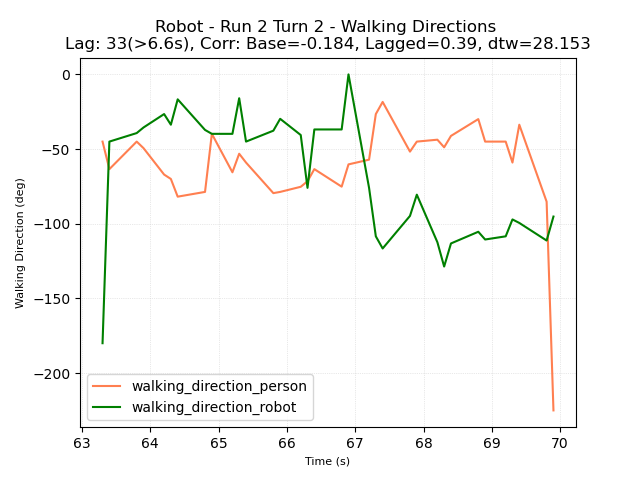 Robot - Run 2 Turn 2 - Walking Directions
Lag: 33(>6.6s), Corr: Base=-0.184, Lagged=0.39, dtw=28.153
Walking Direction (deg)
0
−50
−100
−150
−200
walking_direction_person
walking_direction_robot
63
64
65
66
67
68
69
70
Time (s)